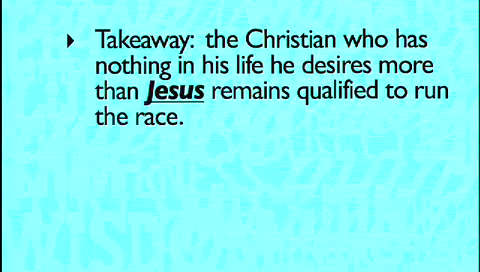 Takeaway: the Christian who has
nothing in his life he desires more
than Jesus remains qualified to run
the race.
WISDOM